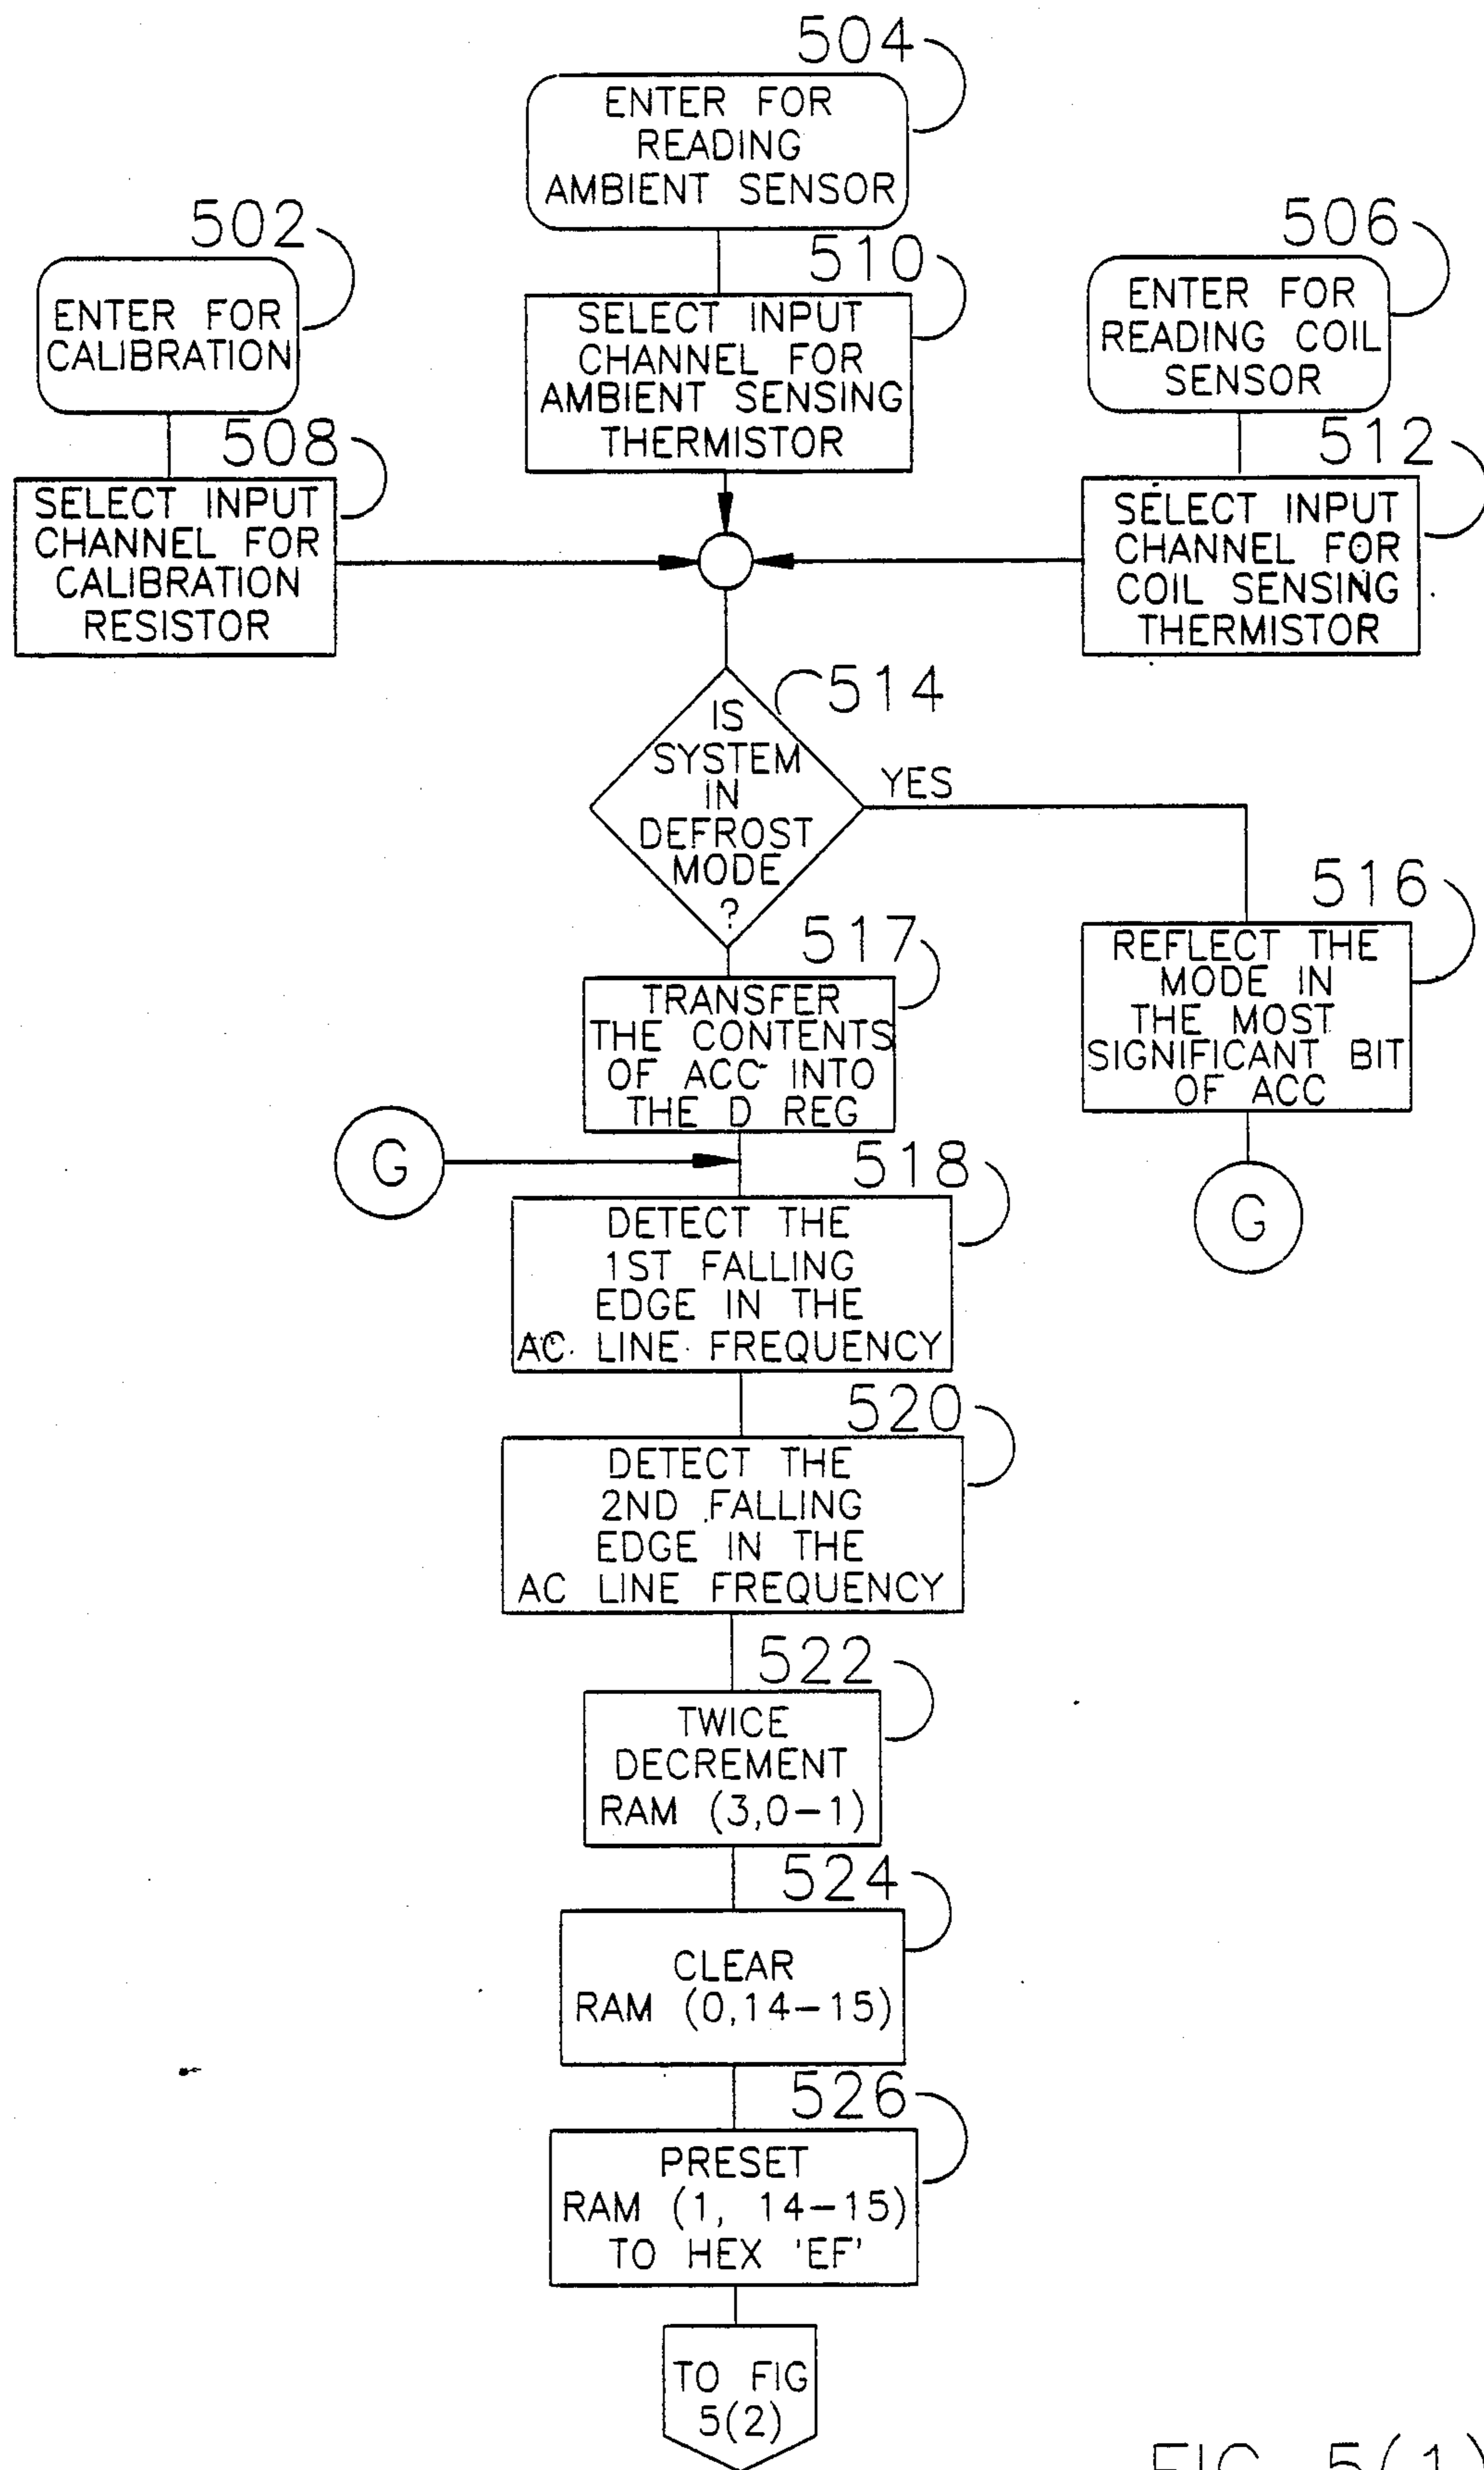 504
ENTER FOR
READING
AMBIENT SENSOR
502
ENTER FOR
CALIBRATION
506
ENTER FOR
READING COIL
SENSOR
510
SELECT INPUT
CHANNEL FOR
AMBIENT SENSING
THERMISTOR
508
SELECT INPUT
CHANNEL FOR
CALIBRATION
RESISTOR
512
SELECT INPUT
CHANNEL FOR
COIL SENSING
THERMISTOR
514
IS
SYSTEM
IN
DEFROST
MODE
?
YES
516
REFLECT THE
MODE IN
THE MOST
SIGNIFICANT BIT
OF ACC
G
517
TRANSFER
THE CONTENTS
OF ACC INTO
THE D REG
G
518
DETECT THE
1ST FALLING
EDGE IN THE
AC LINE FREQUENCY
520
DETECT THE
2ND FALLING
EDGE IN THE
AC LINE FREQUENCY
522
TWICE
DECREMENT
RAM (3,0-1)
524
CLEAR
RAM (0,14-15)
526
PRESET
RAM (1, 14-15)
TO HEX 'EF'
TO FIG
5(2)
FIG 5(1)